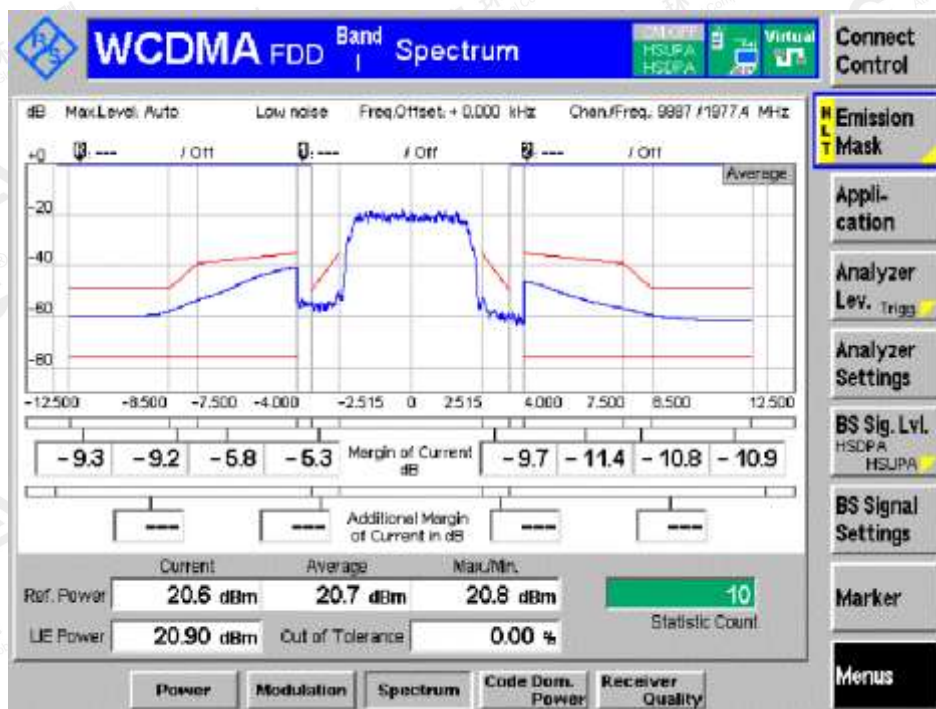 WCDMA FDD Band I Spectrum
HSUPA
HSDPA
Virtual
Connect Control
dB Max.Level: Auto Low noise Freq.Offset: + 0.000 kHz Chan./Freq.: 9887 / 1977.4 MHz
HLT
Emission Mask
+0 --- / Off 1: --- / Off 2: --- / Off
Average
-20
-40
-60
-80
-12.500 -8.500 -7.500 -4.000 -2.515 0 2.515 4.000 7.500 8.500 12.500
Appli-
cation
Analyzer
Lev. Trigg.
Analyzer
Settings
-9.3 -9.2 -5.8 -5.3 Margin of Current dB -9.7 -11.4 -10.8 -10.9
BS Sig. Lvl.
HSDPA
HSUPA
--- --- Additional Margin of Current in dB --- ---
BS Signal
Settings
Current Average Max./Min.
Ref. Power 20.6 dBm 20.7 dBm 20.8 dBm 10
Statistic Count
UE Power 20.90 dBm Out of Tolerance 0.00 %
Marker
Menus
Power Modulation Spectrum Code Dom. Power Receiver Quality